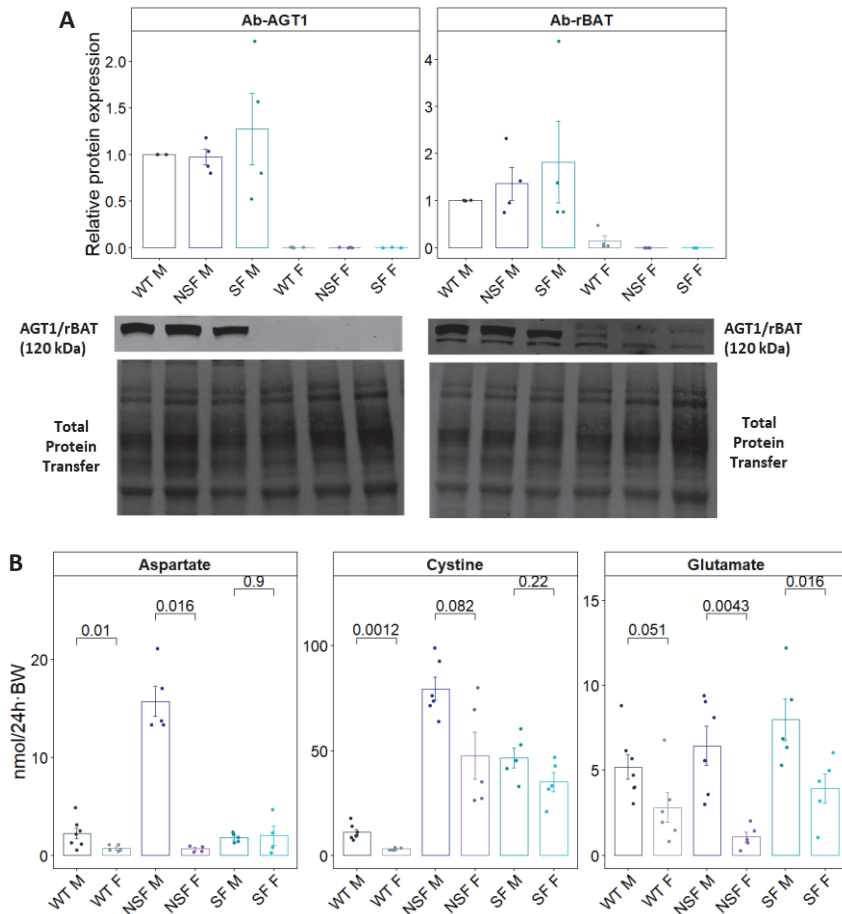 A
Ab-AGT1
Ab-rBAT
Relative protein expression
2.0
1.5
1.0
0.5
0.0
4
2
0
WT M
NSF M
SF M
WT F
NSF F
SF F
WT M
NSF M
SF M
WT F
NSF F
SF F
AGT1/rBAT
(120 kDa)
AGT1/rBAT
(120 kDa)
Total
Protein
Transfer
Total
Protein
Transfer
B
Aspartate
Cystine
Glutamate
nmol/24h·BW
20
10
0
0.01
0.016
0.9
100
50
0
0.0012
0.082
0.22
15
10
5
0
0.051
0.0043
0.016
WT M
WT F
NSF M
NSF F
SF M
SF F
WT M
WT F
NSF M
NSF F
SF M
SF F
WT M
WT F
NSF M
NSF F
SF M
SF F